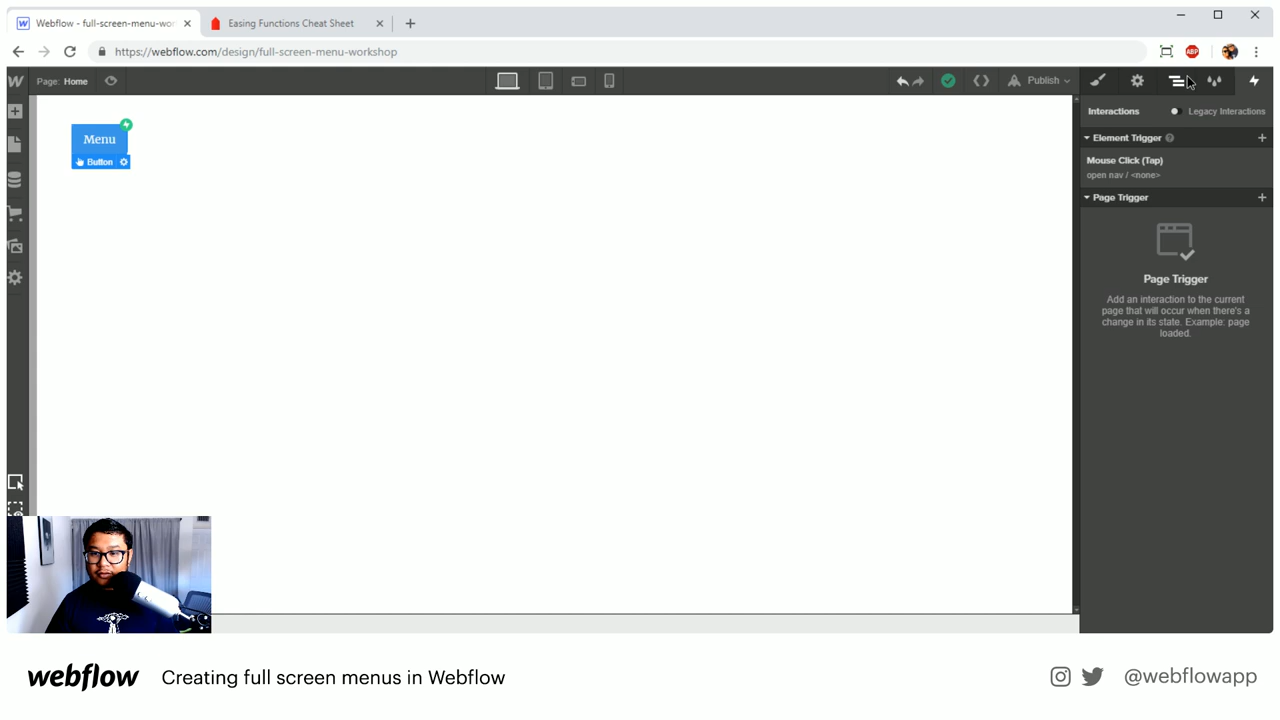 Webflow - full-screen-menu-wor
Easing Functions Cheat Sheet
https://webflow.com/design/full-screen-menu-workshop
ABP
W
Page: Home
Publish
Menu
Button
Interactions
Legacy Interactions
Element Trigger
Mouse Click (Tap)
open nav / <none>
Page Trigger
Page Trigger
Add an interaction to the current
page that will occur when there's a
change in its state. Example: page
loaded.
webflow
Creating full screen menus in Webflow
@webflowapp